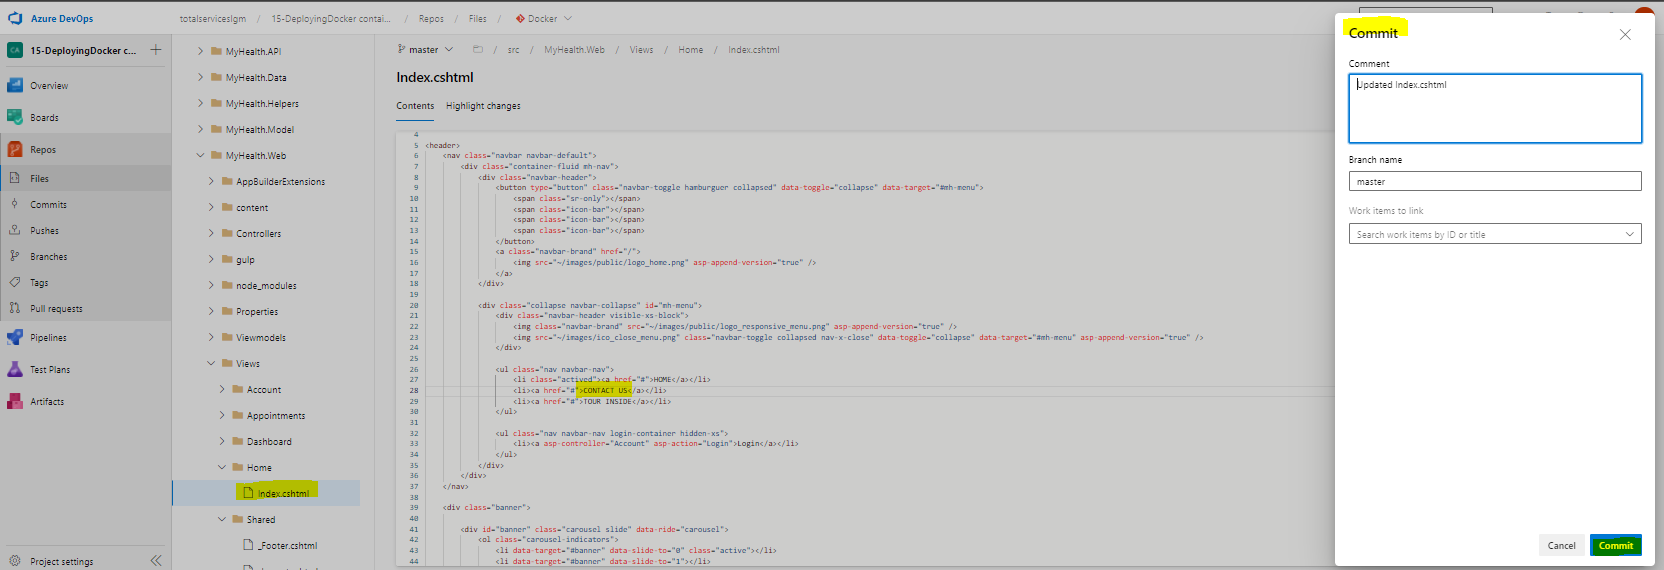 Azure DevOps
totalserviceslgm / 15-DeployingDocker contai... / Repos / Files / Docker
CA 15-DeployingDocker c... +
Overview
Boards
Repos
Files
Commits
Pushes
Branches
Tags
Pull requests
Pipelines
Test Plans
Artifacts
Project settings
MyHealth.API
MyHealth.Data
MyHealth.Helpers
MyHealth.Model
MyHealth.Web
AppBuilderExtensions
content
Controllers
gulp
node_modules
Properties
Viewmodels
Views
Account
Appointments
Dashboard
Home
Index.cshtml
Shared
_Footer.cshtml
master / src / MyHealth.Web / Views / Home / Index.cshtml
Index.cshtml
Contents Highlight changes
4
5 <header>
6 <nav class="navbar navbar-default">
7 <div class="container-fluid mh-nav">
8 <div class="navbar-header">
9 <button type="button" class="navbar-toggle hamburguer collapsed" data-toggle="collapse" data-target="#mh-menu">
10 <span class="sr-only"></span>
11 <span class="icon-bar"></span>
12 <span class="icon-bar"></span>
13 <span class="icon-bar"></span>
14 </button>
15 <a class="navbar-brand" href="/">
16 <img src="~/images/public/logo_home.png" asp-append-version="true" />
17 </a>
18 </div>
19
20 <div class="collapse navbar-collapse" id="mh-menu">
21 <div class="navbar-header visible-xs-block">
22 <img class="navbar-brand" src="~/images/public/logo_responsive_menu.png" asp-append-version="true" />
23 <img src="~/images/ico_close_menu.png" class="navbar-toggle collapsed nav-x-close" data-toggle="collapse" data-target="#mh-menu" asp-append-version="true" />
24 </div>
25
26 <ul class="nav navbar-nav">
27 <li class="actived"><a href="#">HOME</a></li>
28 <li><a href="#">CONTACT US</a></li>
29 <li><a href="#">TOUR INSIDE</a></li>
30 </ul>
31
32 <ul class="nav navbar-nav login-container hidden-xs">
33 <li><a asp-controller="Account" asp-action="Login">Login</a></li>
34 </ul>
35 </div>
36 </div>
37 </nav>
38
39 <div class="banner">
40
41 <div id="banner" class="carousel slide" data-ride="carousel">
42 <ol class="carousel-indicators">
43 <li data-target="#banner" data-slide-to="0" class="active"></li>
44 <li data-target="#banner" data-slide-to="1"></li>
Commit
Comment
Updated Index.cshtml
Branch name
master
Work items to link
Search work items by ID or title
Cancel Commit